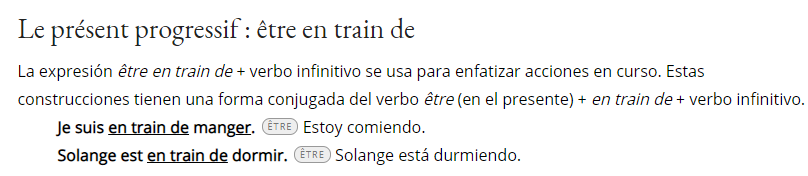 Le présent progressif : être en train de
La expresión être en train de + verbo infinitivo se usa para enfatizar acciones en curso. Estas
construcciones tienen una forma conjugada del verbo être (en el presente) + en train de + verbo infinitivo.
Je suis en train de manger. ÊTRE Estoy comiendo.
Solange est en train de dormir. ÊTRE Solange está durmiendo.